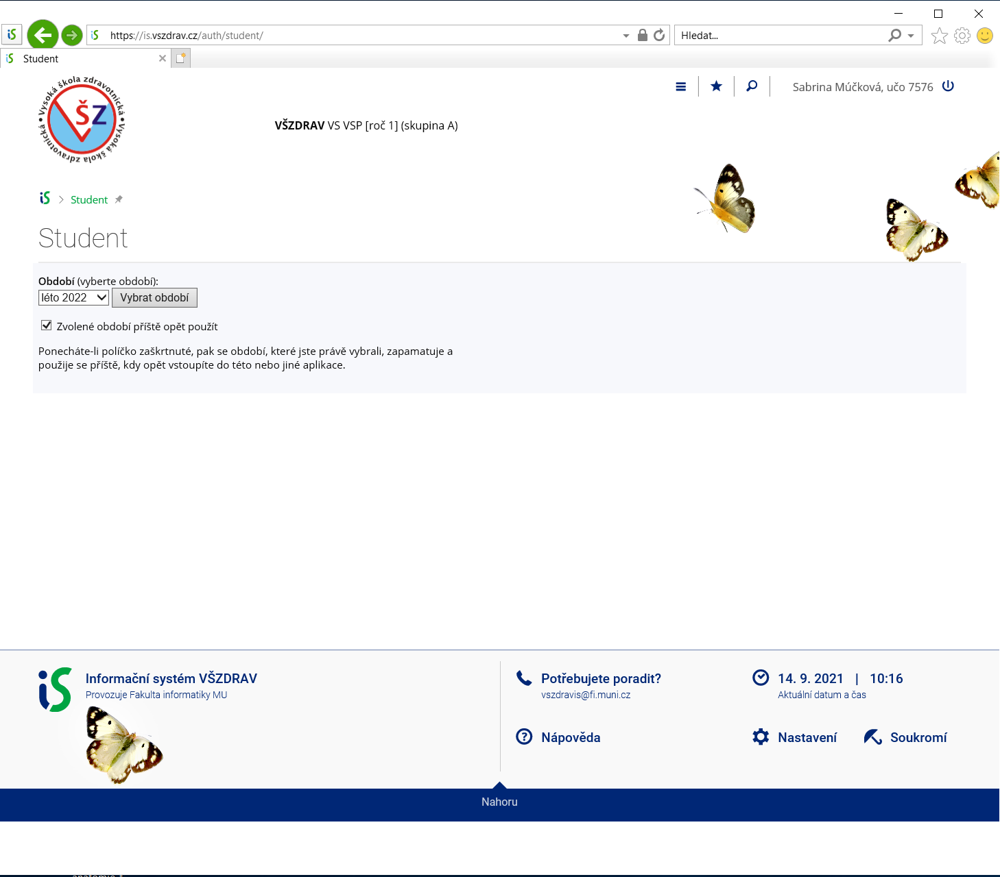 https://is.vszdrav.cz/auth/student/
Hledat...
Student
Vysoká škola zdravotnická • Vysoká škola zdravotnická •
VŠZ
Sabrina Múčková, učo 7576
VŠZDRAV VS VSP [roč 1] (skupina A)
iS
Student
Student
Období (vyberte období):
léto 2022
Vybrat období
Zvolené období příště opět použít
Ponecháte-li políčko zaškrtnuté, pak se období, které jste právě vybrali, zapamatuje a
použije se příště, kdy opět vstoupíte do této nebo jiné aplikace.
iS
Informační systém VŠZDRAV
Provozuje Fakulta informatiky MU
Potřebujete poradit?
vszdravis@fi.muni.cz
14. 9. 2021 | 10:16
Aktuální datum a čas
Nápověda
Nastavení
Soukromí
Nahoru